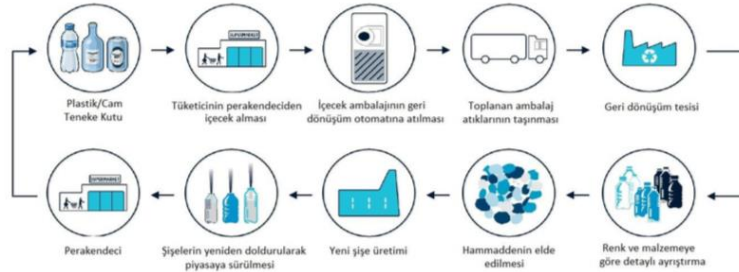 Plastik/Cam
Teneke Kutu
Tüketicinin perakendeciden
içecek alması
İçecek ambalajının geri
dönüşüm otomatına atılması
Toplanan ambalaj
atıklarının taşınması
Geri dönüşüm tesisi
Perakendeci
Şişelerin yeniden doldurularak
piyasaya sürülmesi
Yeni şişe üretimi
Hammaddenin elde
edilmesi
Renk ve malzemeye
göre detaylı ayrıştırma